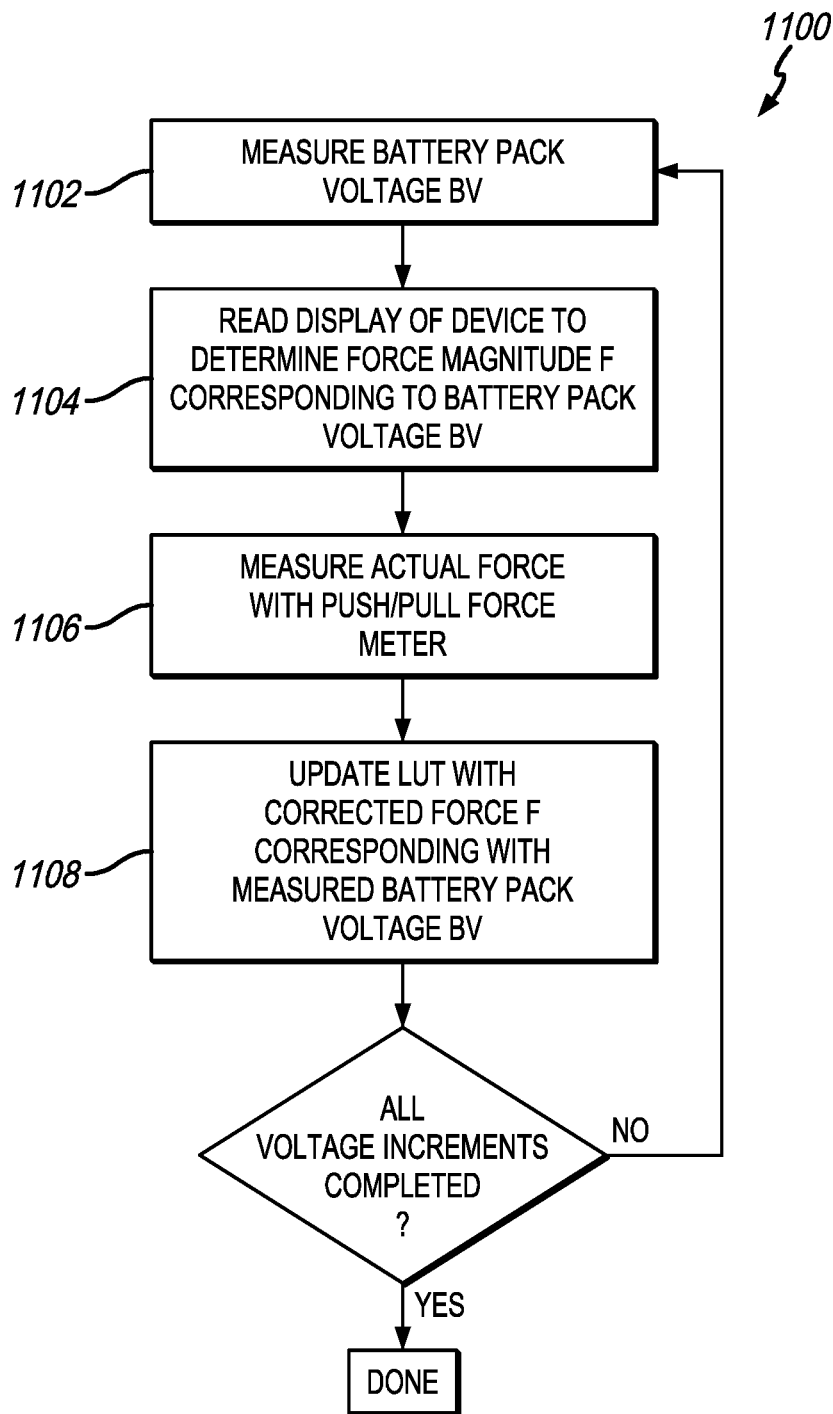 1100
MEASURE BATTERY PACK
VOLTAGE BV
1102
READ DISPLAY OF DEVICE TO
DETERMINE FORCE MAGNITUDE F
CORRESPONDING TO BATTERY PACK
VOLTAGE BV
1104
MEASURE ACTUAL FORCE
WITH PUSH/PULL FORCE
METER
1106
UPDATE LUT WITH
CORRECTED FORCE F
CORRESPONDING WITH
MEASURED BATTERY PACK
VOLTAGE BV
1108
ALL
VOLTAGE INCREMENTS
COMPLETED
?
NO
YES
DONE